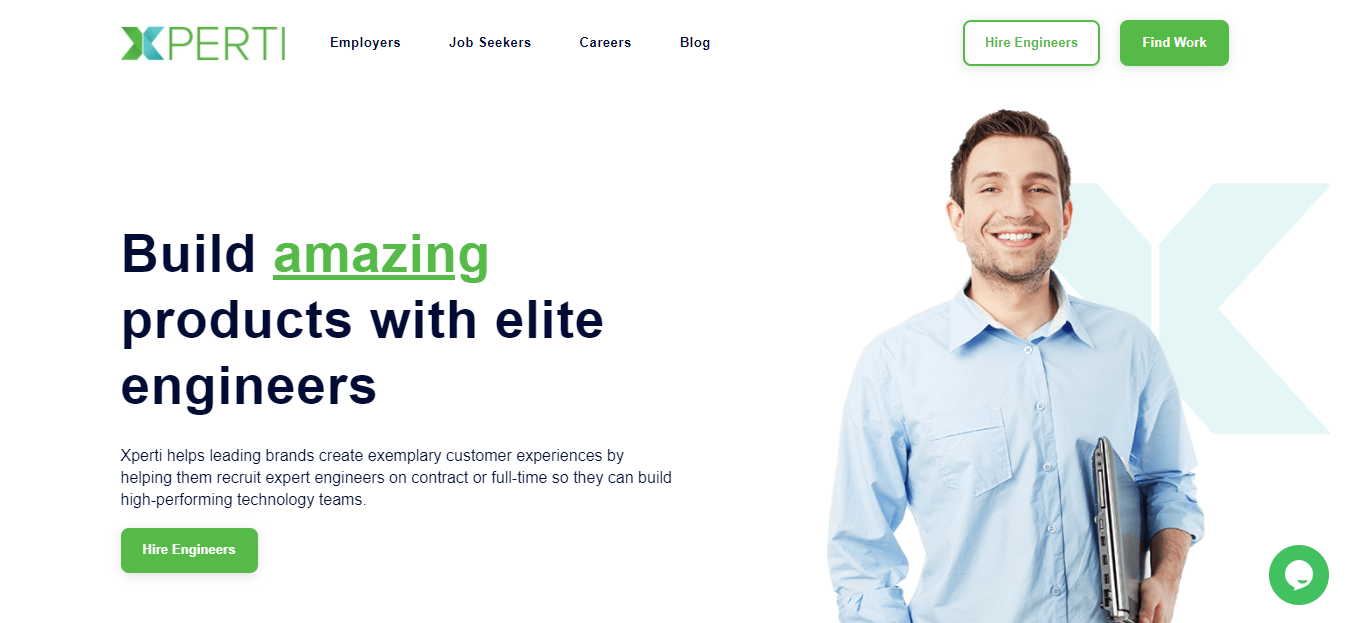 XPERTI
Employers
Job Seekers
Careers
Blog
Hire Engineers
Find Work
Build amazing
products with elite
engineers
Xperti helps leading brands create exemplary customer experiences by
helping them recruit expert engineers on contract or full-time so they can build
high-performing technology teams.
Hire Engineers